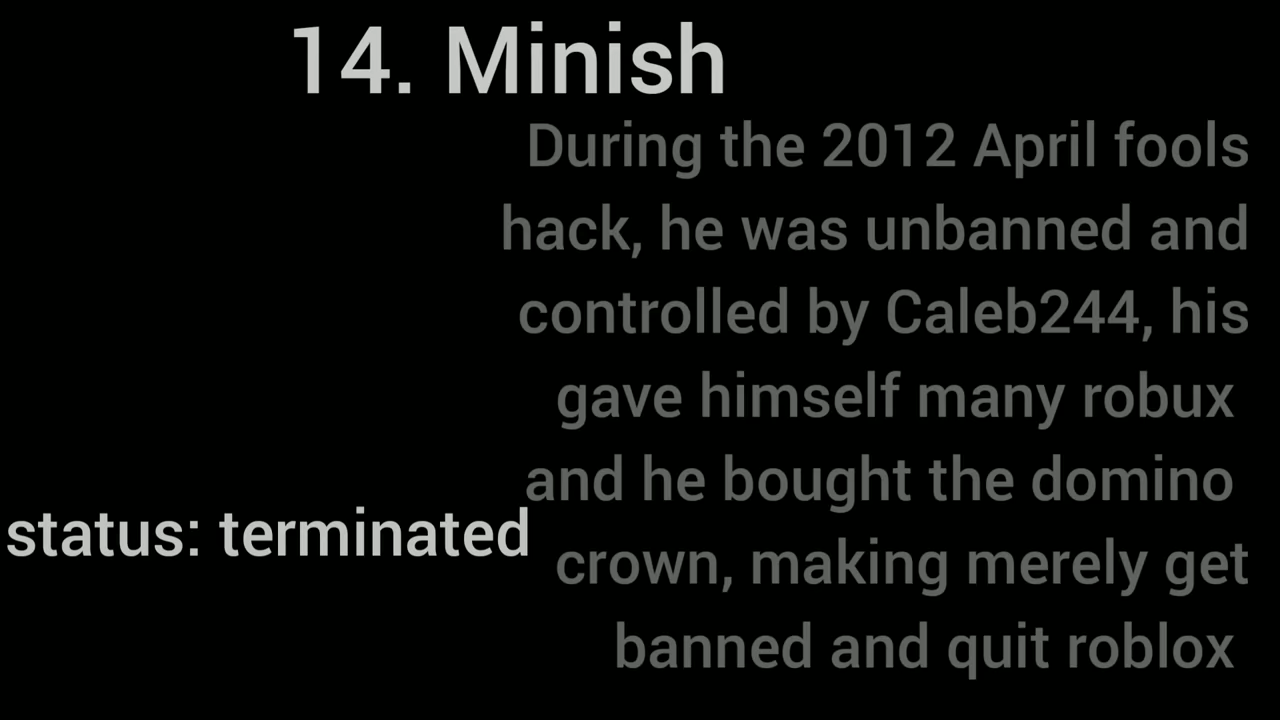 14. Minish
During the 2012 April fools
hack, he was unbanned and
controlled by Caleb244, his
gave himself many robux
and he bought the domino
crown, making merely get
banned and quit roblox
status: terminated